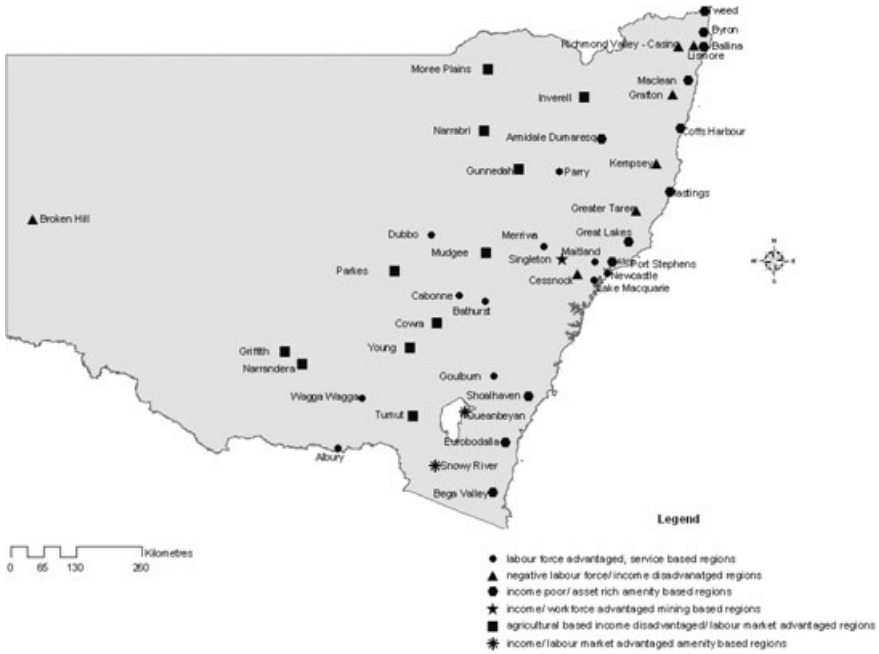 Tweed
Byron
Richmond Valley - Casino
Ballina
Lismore
Moree Plains
Maclean
Inverell
Grafton
Narrabri
Armidale Dumaresq
Coffs Harbour
Gunnedah
Parry
Kempsey
Hastings
Greater Taree
Broken Hill
Dubbo
Merriwa
Great Lakes
Mudgee
Maitland
Singleton
Port Stephens
Parkes
Cessnock
Newcastle
Lake Macquarie
Cabonne
Bathurst
Cowra
Griffith
Young
Narrandera
Goulburn
Wagga Wagga
Shoalhaven
Tumut
Queanbeyan
Eurobodalla
Albury
Snowy River
Bega Valley
N
W E
S
Legend
Kilometres
0 65 130 260
labour force advantaged, service based regions
negative labour force/ income disadvanatged regions
income poor/ asset rich amenity based regions
income/ workforce advantaged mining based regions
agricultural based income disadvantaged/ labour market advantaged regions
income/ labour market advantaged amenity based regions